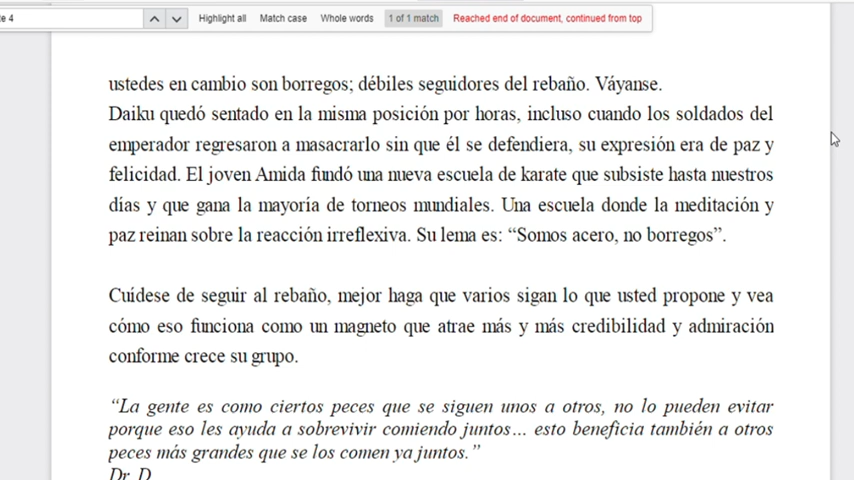 e 4
Highlight all
Match case
Whole words
1 of 1 match
Reached end of document, continued from top
ustedes en cambio son borregos; débiles seguidores del rebaño. Váyanse.
Daiku quedó sentado en la misma posición por horas, incluso cuando los soldados del
emperador regresaron a masacrarlo sin que él se defendiera, su expresión era de paz y
felicidad. El joven Amida fundó una nueva escuela de karate que subsiste hasta nuestros
días y que gana la mayoría de torneos mundiales. Una escuela donde la meditación y
paz reinan sobre la reacción irreflexiva. Su lema es: “Somos acero, no borregos”.
Cuídese de seguir al rebaño, mejor haga que varios sigan lo que usted propone y vea
cómo eso funciona como un magneto que atrae más y más credibilidad y admiración
conforme crece su grupo.
“La gente es como ciertos peces que se siguen unos a otros, no lo pueden evitar
porque eso les ayuda a sobrevivir comiendo juntos… esto beneficia también a otros
peces más grandes que se los comen ya juntos.”
Dr. D